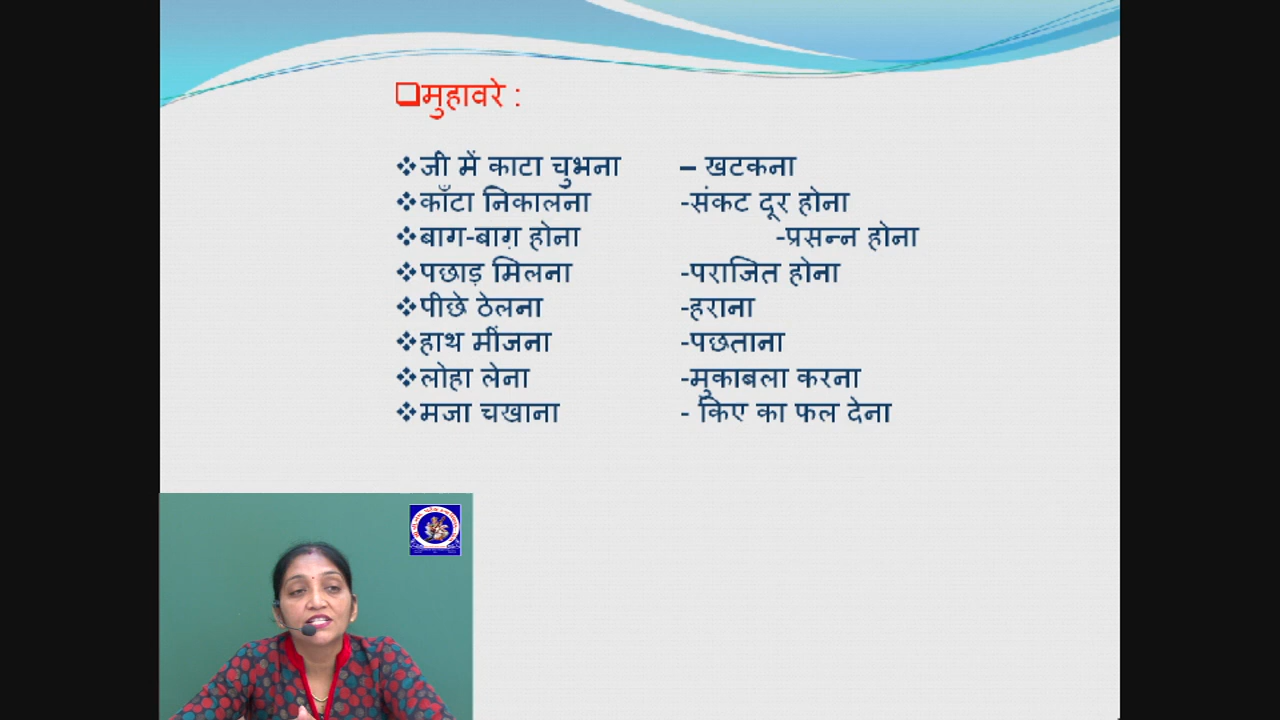 मुहावरे :
जी में काटा चुभना – खटकना
काँटा निकालना -संकट दूर होना
बाग-बाग़ होना -प्रसन्न होना
पछाड़ मिलना -पराजित होना
पीछे ठेलना -हराना
हाथ मींजना -पछताना
लोहा लेना -मुकाबला करना
मजा चखाना - किए का फल देना